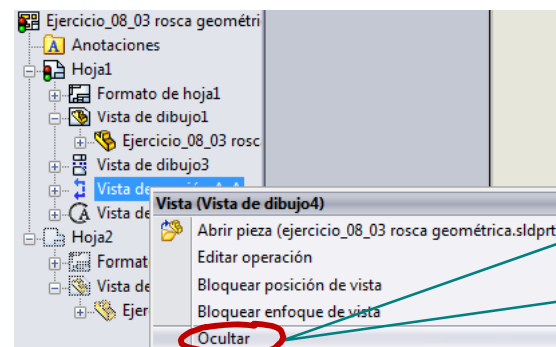 Ejercicio_08_03 rosca geométri
A Anotaciones
Hoja1
Formato de hoja1
Vista de dibujo1
Ejercicio_08_03 rosc
Vista de dibujo3
Vista de
Vista (Vista de dibujo4)
A Vista de
Abrir pieza (ejercicio_08_03 rosca geométrica.sldprt
Hoja2
Editar operación
Format
Bloquear posición de vista
Vista de
Bloquear enfoque de vista
Ejer
Ocultar